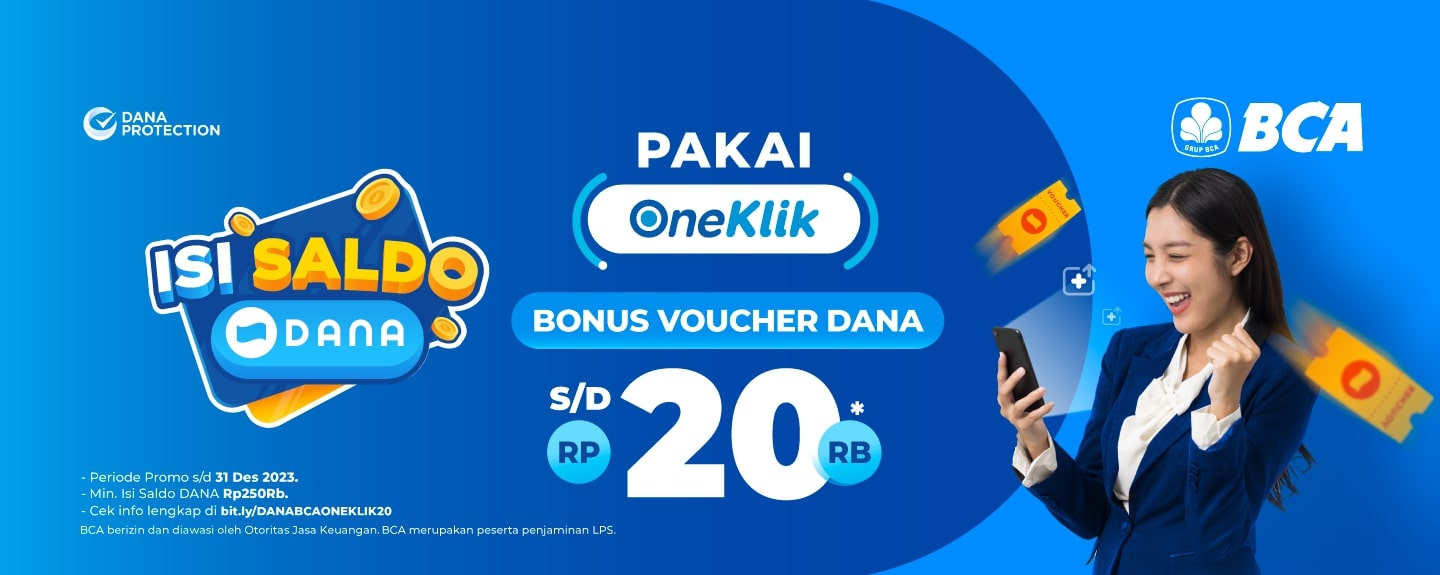 DANA
PROTECTION
ISI SALDO
DANA
PAKAI
OneKlik
BONUS VOUCHER DANA
S/D
RP 20* RB
- Periode Promo s/d 31 Des 2023.
- Min. Isi Saldo DANA Rp250Rb.
- Cek info lengkap di bit.ly/DANABCAONEKLIK20
BCA berizin dan diawasi oleh Otoritas Jasa Keuangan. BCA merupakan peserta penjaminan LPS.
GRUP BCA
BCA
VOUCHER
VOUCHER